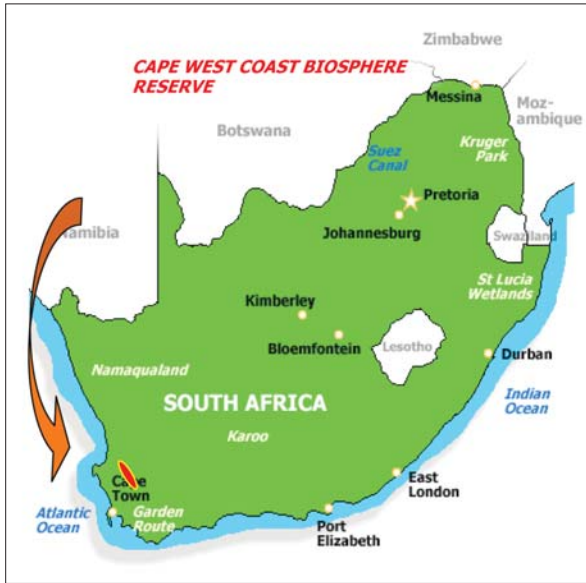 Zimbabwe
CAPE WEST COAST BIOSPHERE
RESERVE
Messina
Moz-
ambique
Botswana
Suez
Canal
Kruger
Park
Pretoria
Johannesburg
Namibia
Swaziland
St Lucia
Wetlands
Kimberley
Bloemfontein
Lesotho
Durban
Namaqualand
SOUTH AFRICA
Indian
Ocean
Karoo
Cape
Town
East
London
Atlantic
Ocean
Garden
Route
Port
Elizabeth